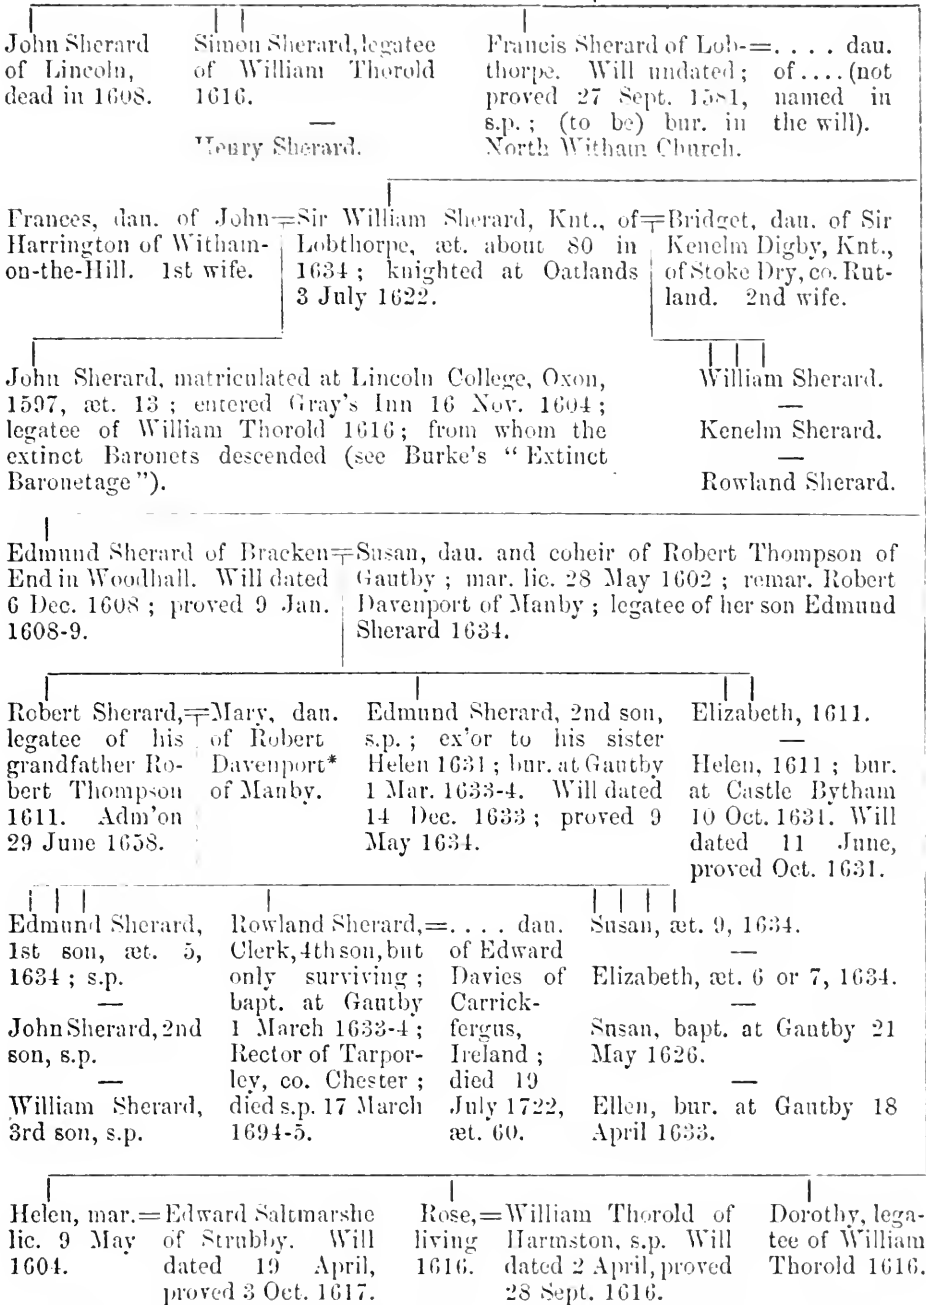 John Sherard
of Lincoln,
dead in 1608.
Simon Sherard, legatee
of William Thorold
1616.
—
Henry Sherard.
Francis Sherard of Lob-=. . . . dau.
thorpe. Will undated; of.... (not
proved 27 Sept. 1581, named in
s.p.; (to be) bur. in the will).
North Witham Church.
Frances, dau. of John=Sir William Sherard, Knt., of=Bridget, dau. of Sir
Harrington of Witham- Lobthorpe, æt. about 80 in Kenelm Digby, Knt.,
on-the-Hill. 1st wife. 1634; knighted at Oatlands of Stoke Dry, co. Rut-
3 July 1622. land. 2nd wife.
John Sherard, matriculated at Lincoln College, Oxon,
1597, æt. 13; entered Gray's Inn 16 Nov. 1604;
legatee of William Thorold 1616; from whom the
extinct Baronets descended (see Burke's "Extinct
Baronetage").
William Sherard.
—
Kenelm Sherard.
—
Rowland Sherard.
Edmund Sherard of Bracken=Susan, dau. and coheir of Robert Thompson of
End in Woodhall. Will dated Gautby; mar. lic. 28 May 1602; remar. Robert
6 Dec. 1608; proved 9 Jan. Davenport of Manby; legatee of her son Edmund
1608-9. Sherard 1634.
Robert Sherard,=Mary, dau.
legatee of his of Robert
grandfather Ro- Davenport*
bert Thompson of Manby.
1611. Adm'on
29 June 1658.
Edmund Sherard, 2nd son,
s.p.; ex'or to his sister
Helen 1631; bur. at Gautby
1 Mar. 1633-4. Will dated
14 Dec. 1633; proved 9
May 1634.
Elizabeth, 1611.
—
Helen, 1611; bur.
at Castle Bytham
10 Oct. 1631. Will
dated 11 June,
proved Oct. 1631.
Edmund Sherard,
1st son, æt. 5,
1634; s.p.
—
John Sherard, 2nd
son, s.p.
—
William Sherard,
3rd son, s.p.
Rowland Sherard,=. . . . dau.
Clerk, 4th son, but of Edward
only surviving; Davies of
bapt. at Gautby Carrick-
1 March 1633-4; fergus,
Rector of Tarpor- Ireland;
ley, co. Chester; died 19
died s.p. 17 March July 1722,
1694-5. æt. 60.
Susan, æt. 9, 1634.
—
Elizabeth, æt. 6 or 7, 1634.
—
Susan, bapt. at Gautby 21
May 1626.
—
Ellen, bur. at Gautby 18
April 1633.
Helen, mar.=Edward Saltmarshe
lic. 9 May of Strubby. Will
1604. dated 19 April,
proved 3 Oct. 1617.
Rose,=William Thorold of
living Harmston, s.p. Will
1616. dated 2 April, proved
28 Sept. 1616.
Dorothy, lega-
tee of William
Thorold 1616.